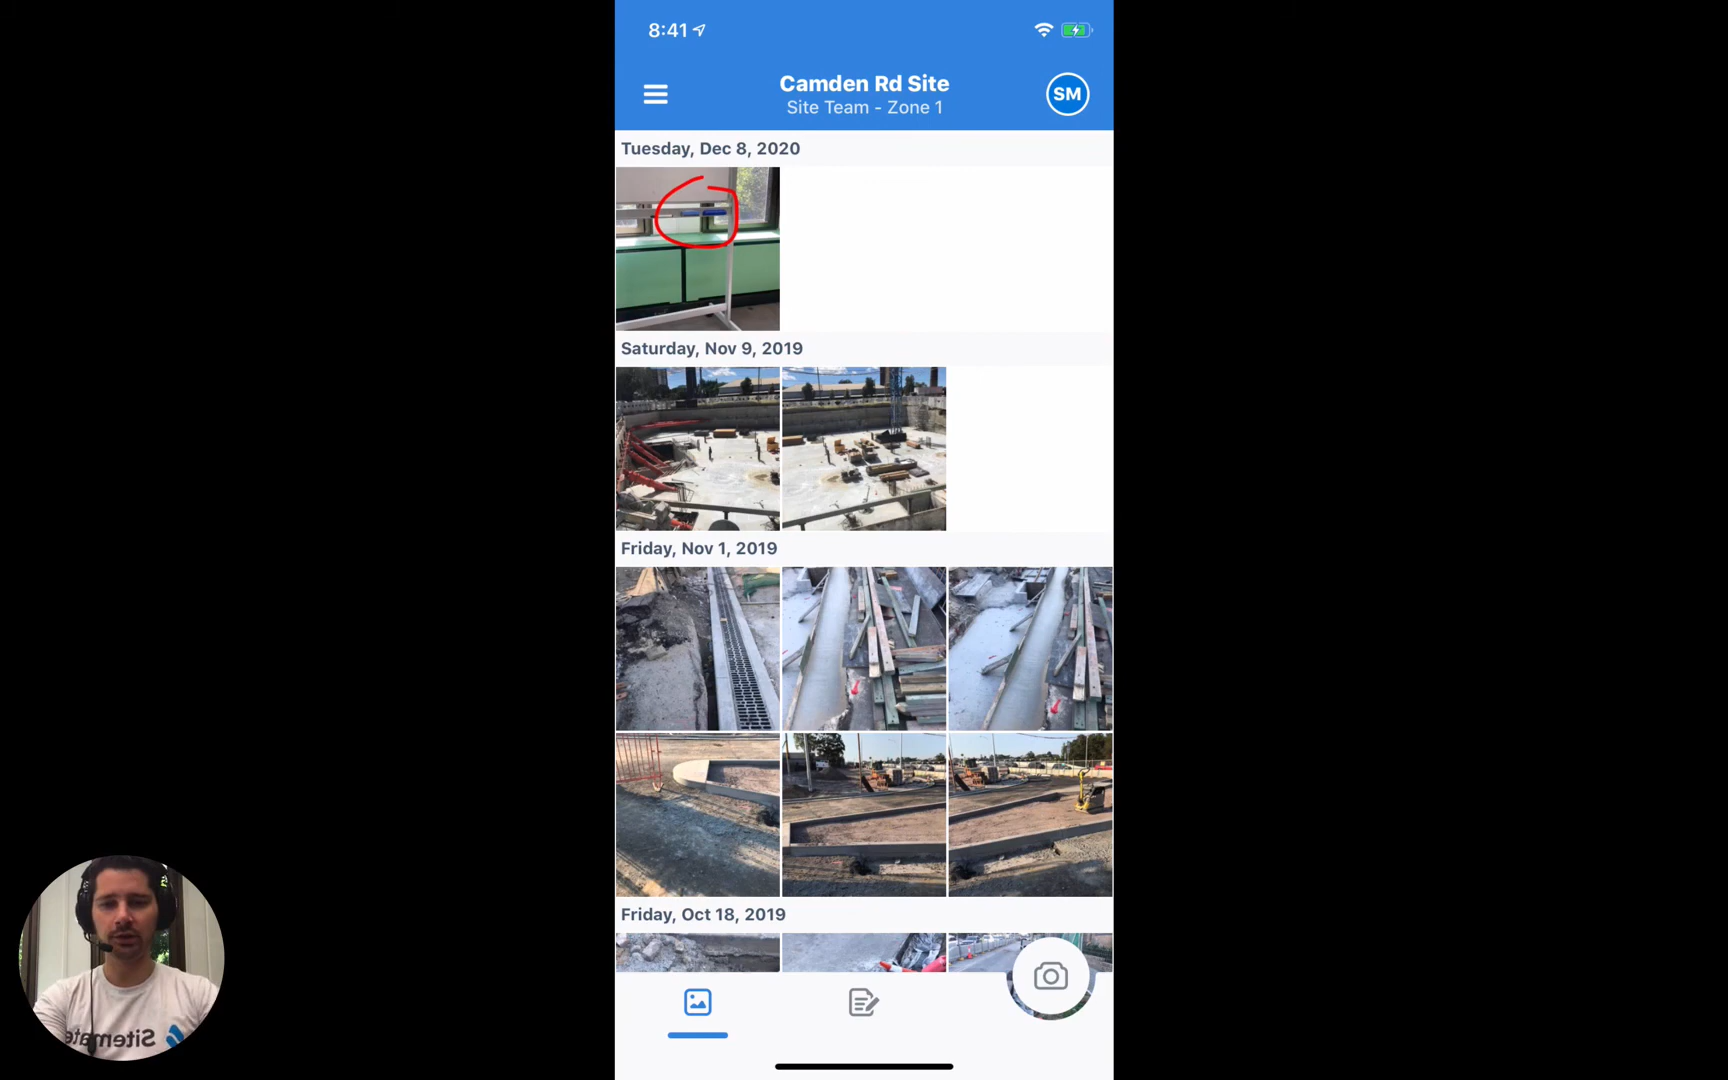 8:41
Camden Rd Site
Site Team - Zone 1
SM
Tuesday, Dec 8, 2020
Saturday, Nov 9, 2019
Friday, Nov 1, 2019
Friday, Oct 18, 2019
Sitemate